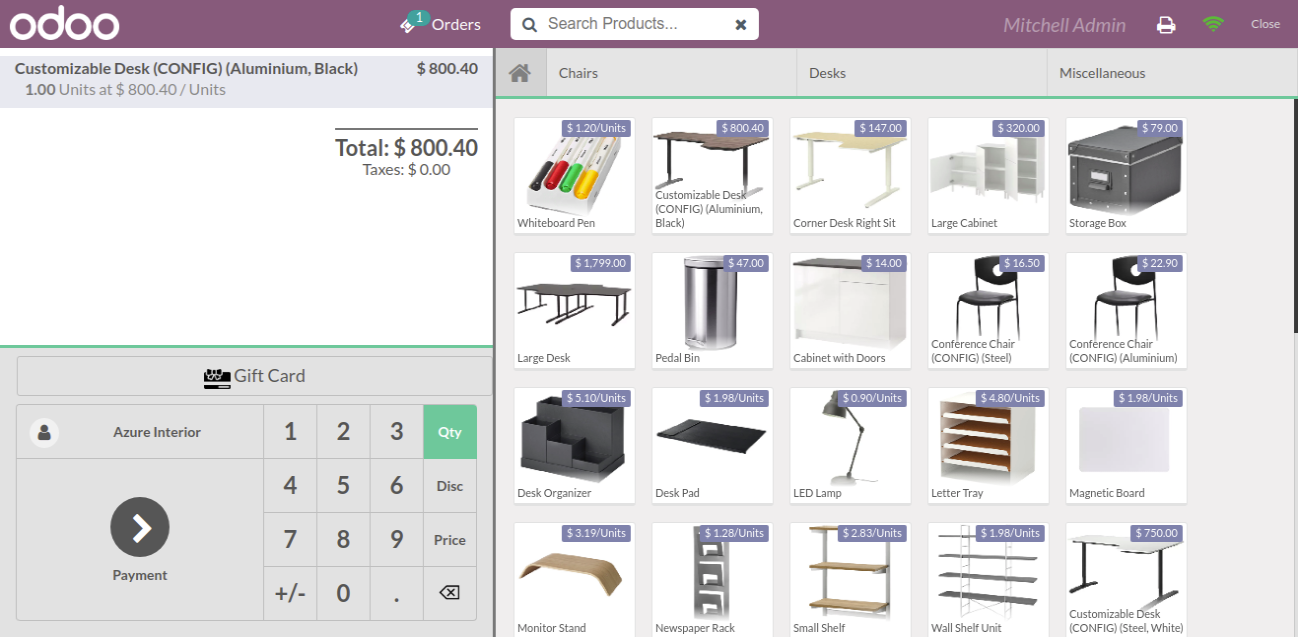 odoo
1
Orders
Search Products...
Mitchell Admin
Close
Customizable Desk (CONFIG) (Aluminium, Black) $ 800.40
1.00 Units at $ 800.40 / Units
Total: $ 800.40
Taxes: $ 0.00
Gift Card
Azure Interior
Payment
1 2 3 Qty
4 5 6 Disc
7 8 9 Price
+/- 0 .
Chairs
Desks
Miscellaneous
$ 1.20/Units
Whiteboard Pen
$ 800.40
Customizable Desk
(CONFIG) (Aluminium,
Black)
$ 147.00
Corner Desk Right Sit
$ 320.00
Large Cabinet
$ 79.00
Storage Box
$ 1,799.00
Large Desk
$ 47.00
Pedal Bin
$ 14.00
Cabinet with Doors
$ 16.50
Conference Chair
(CONFIG) (Steel)
$ 22.90
Conference Chair
(CONFIG) (Aluminium)
$ 5.10/Units
Desk Organizer
$ 1.98/Units
Desk Pad
$ 0.90/Units
LED Lamp
$ 4.80/Units
Letter Tray
$ 1.98/Units
Magnetic Board
$ 3.19/Units
Monitor Stand
$ 1.28/Units
Newspaper Rack
$ 2.83/Units
Small Shelf
$ 1.98/Units
Wall Shelf Unit
$ 750.00
Customizable Desk
(CONFIG) (Steel, White)